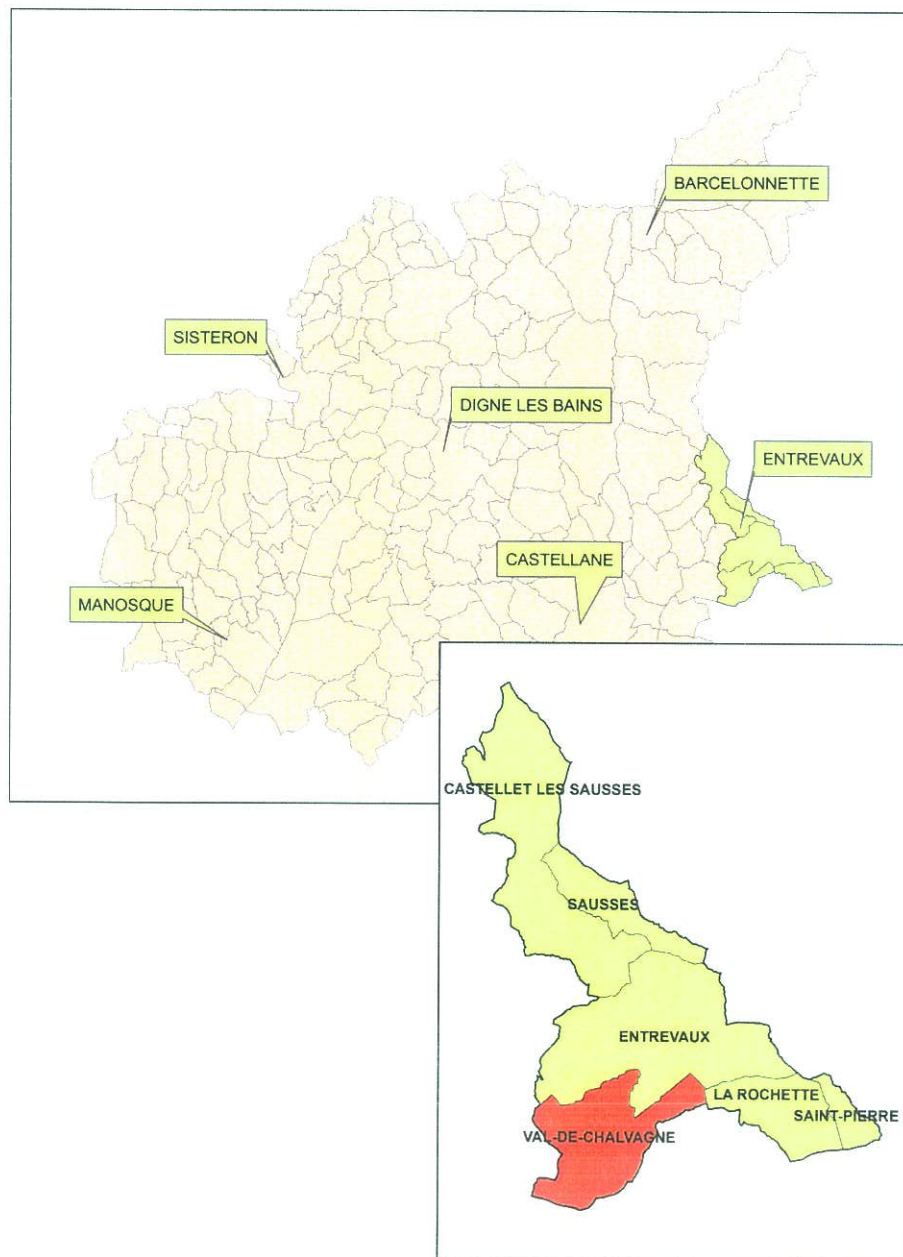 BARCELONNETTE
SISTERON
DIGNE LES BAINS
ENTREVAUX
CASTELLANE
MANOSQUE
CASTELLET LES SAUSSES
SAUSSES
ENTREVAUX
LA ROCHETTE
SAINT-PIERRE
VAL-DE-CHALVAGNE